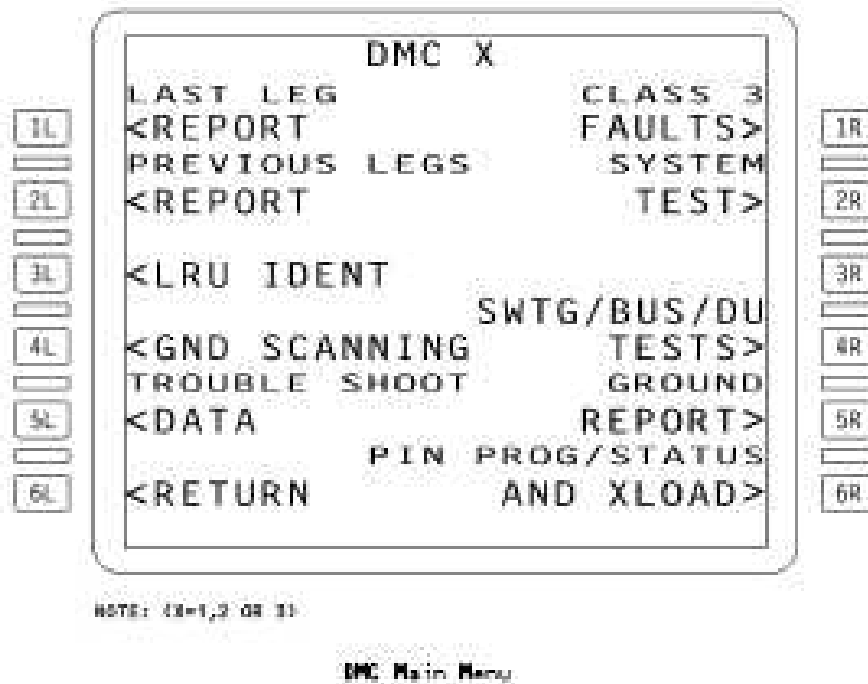 DMC X
LAST LEG CLASS 3
1L <REPORT FAULTS> 1R
PREVIOUS LEGS SYSTEM
2L <REPORT TEST> 2R
3L <LRU IDENT 3R
SWTG/BUS/DU
4L <GND SCANNING TESTS> 4R
TROUBLE SHOOT GROUND
5L <DATA REPORT> 5R
PIN PROG/STATUS
6L <RETURN AND XLOAD> 6R
NOTE: (X=1,2 OR 3)
DMC Main Menu